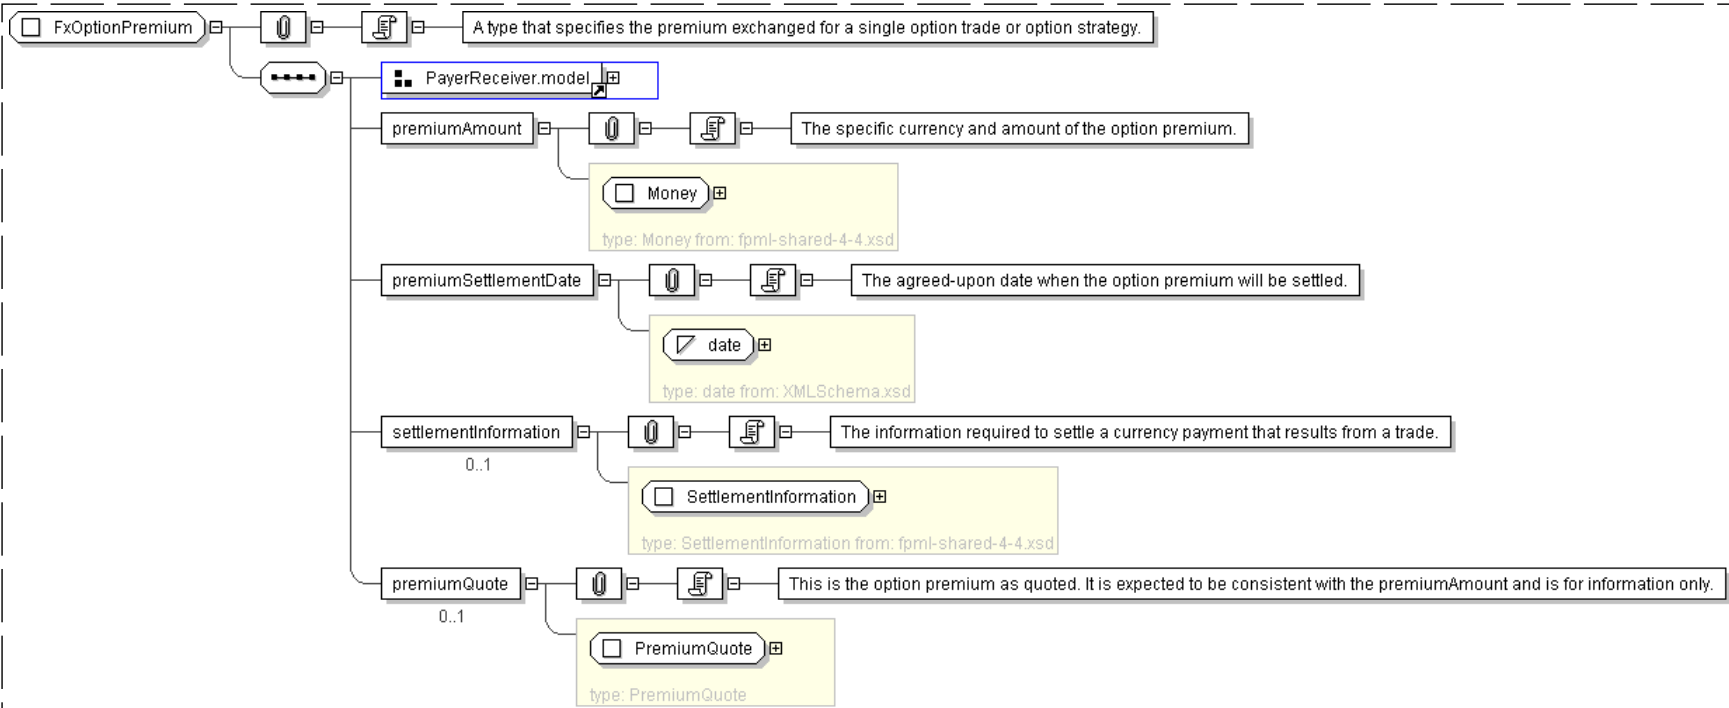 FxOptionPremium
A type that specifies the premium exchanged for a single option trade or option strategy.
PayerReceiver.model
premiumAmount
The specific currency and amount of the option premium.
Money
type: Money from: fpml-shared-4-4.xsd
premiumSettlementDate
The agreed-upon date when the option premium will be settled.
date
type: date from: XMLSchema.xsd
settlementInformation
The information required to settle a currency payment that results from a trade.
0..1
SettlementInformation
type: SettlementInformation from: fpml-shared-4-4.xsd
premiumQuote
This is the option premium as quoted. It is expected to be consistent with the premiumAmount and is for information only.
0..1
PremiumQuote
type: PremiumQuote